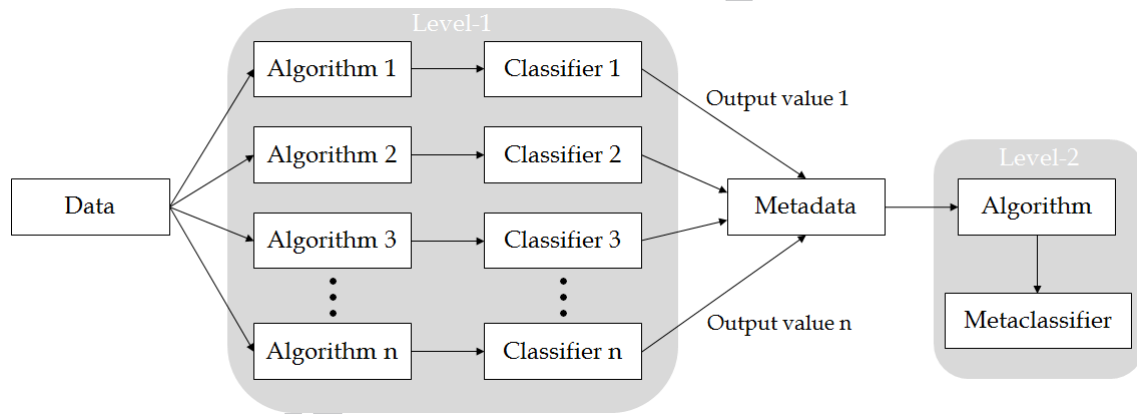 Level-1
Algorithm 1
Classifier 1
Output value 1
Algorithm 2
Classifier 2
Level-2
Data
Metadata
Algorithm
Algorithm 3
Classifier 3
Metaclassifier
Output value n
Algorithm n
Classifier n